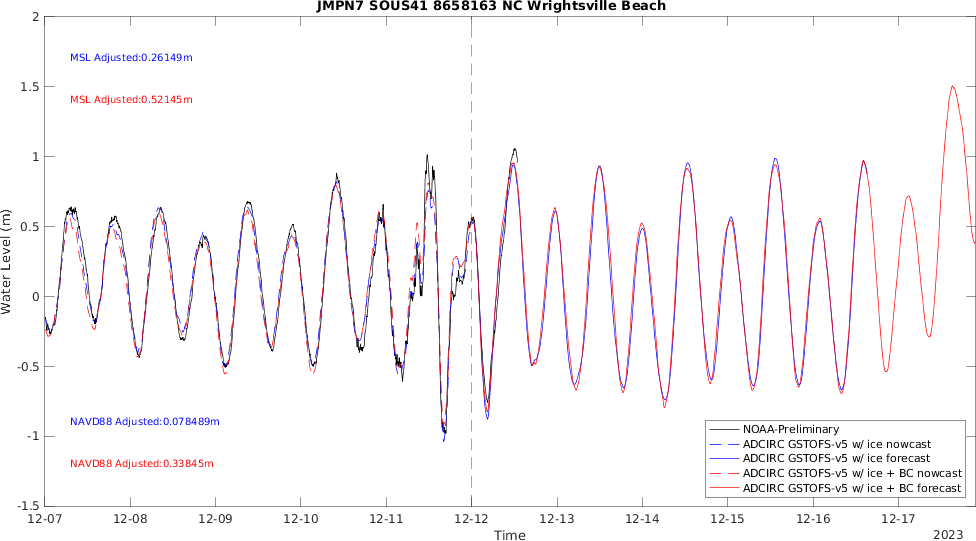 JMPN7 SOUS41 8658163 NC Wrightsville Beach
2
1.5
1
0.5
0
-0.5
-1
-1.5
Water Level (m)
MSL Adjusted:0.26149m
MSL Adjusted:0.52145m
NAVD88 Adjusted:0.078489m
NAVD88 Adjusted:0.33845m
NOAA-Preliminary
ADCIRC GSTOFS-v5 w/ ice nowcast
ADCIRC GSTOFS-v5 w/ ice forecast
ADCIRC GSTOFS-v5 w/ ice + BC nowcast
ADCIRC GSTOFS-v5 w/ ice + BC forecast
12-07 12-08 12-09 12-10 12-11 12-12 12-13 12-14 12-15 12-16 12-17
Time
2023